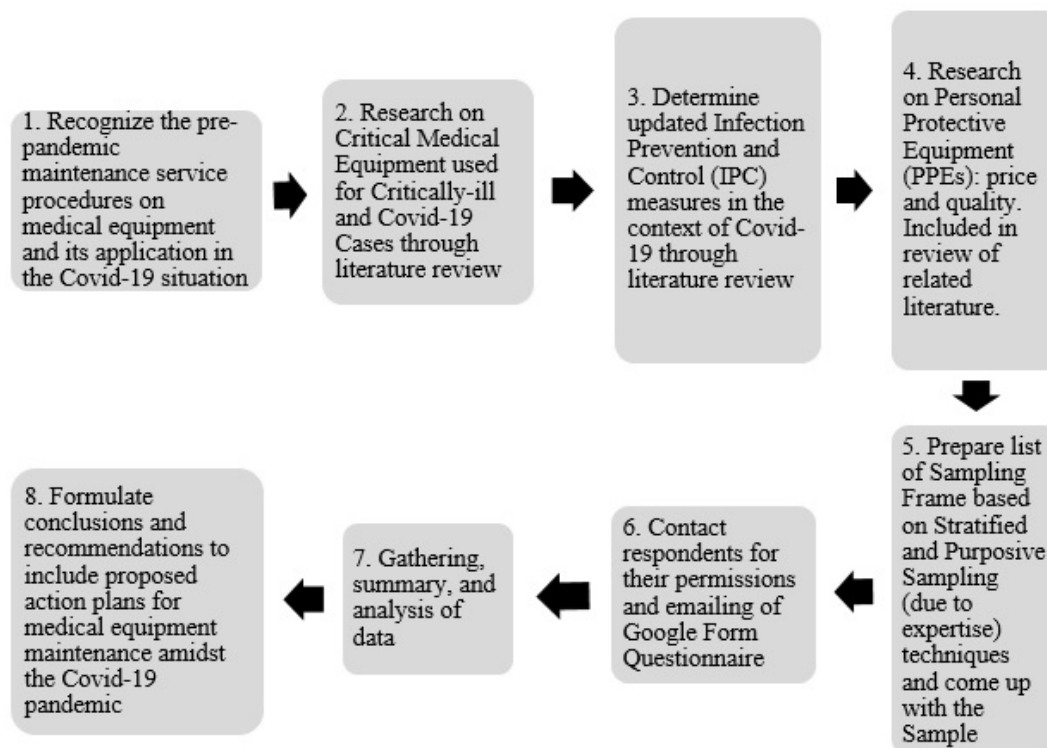 1. Recognize the pre-
pandemic
maintenance service
procedures on
medical equipment
and its application in
the Covid-19 situation
2. Research on
Critical Medical
Equipment used
for Critically-ill
and Covid-19
Cases through
literature review
3. Determine
updated Infection
Prevention and
Control (IPC)
measures in the
context of Covid-
19 through
literature review
4. Research
on Personal
Protective
Equipment
(PPEs): price
and quality.
Included in
review of
related
literature.
5. Prepare list
of Sampling
Frame based
on Stratified
and Purposive
Sampling
(due to
expertise)
techniques
and come up
with the
Sample
6. Contact
respondents for
their permissions
and emailing of
Google Form
Questionnaire
7. Gathering,
summary, and
analysis of
data
8. Formulate
conclusions and
recommendations to
include proposed
action plans for
medical equipment
maintenance amidst
the Covid-19
pandemic